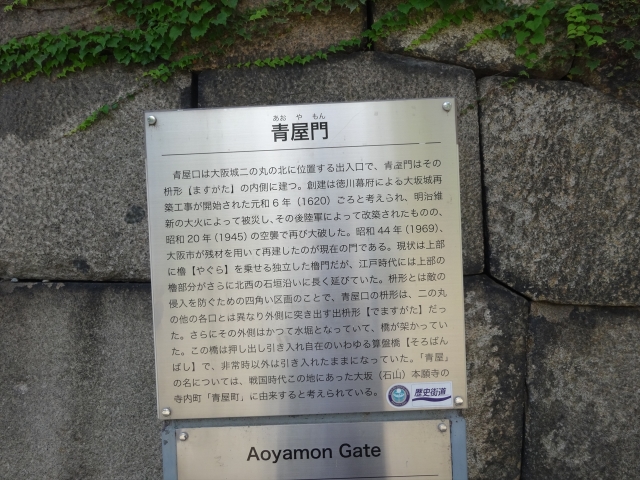 あお や もん
青屋門
青屋口は大阪城二の丸の北に位置する出入口で、青屋門はその
枡形【ますがた】の内側に建つ。創建は徳川幕府による大坂城再
築工事が開始された元和6年（1620）ごろと考えられ、明治維
新の大火によって被災し、その後陸軍によって改築されたものの、
昭和20年（1945）の空襲で再び大破した。昭和44年（1969）、
大阪市が残材を用いて再建したのが現在の門である。現状は上部
に櫓【やぐら】を乗せる独立した櫓門だが、江戸時代には上部の
櫓部分がさらに北西の石垣沿いに長く延びていた。枡形とは敵の
侵入を防ぐための四角い区画のことで、青屋口の枡形は、二の丸
の他の各口とは異なり外側に突き出す出枡形【でますがた】だっ
た。さらにその外側はかつて水堀となっていて、橋が架かってい
た。この橋は押し出し引き入れ自在のいわゆる算盤橋【そろばん
ばし】で、非常時以外は引き入れたままになっていた。「青屋」
の名については、戦国時代この地にあった大坂（石山）本願寺の
寺内町「青屋町」に由来すると考えられている。
歴史街道
Aoyamon Gate